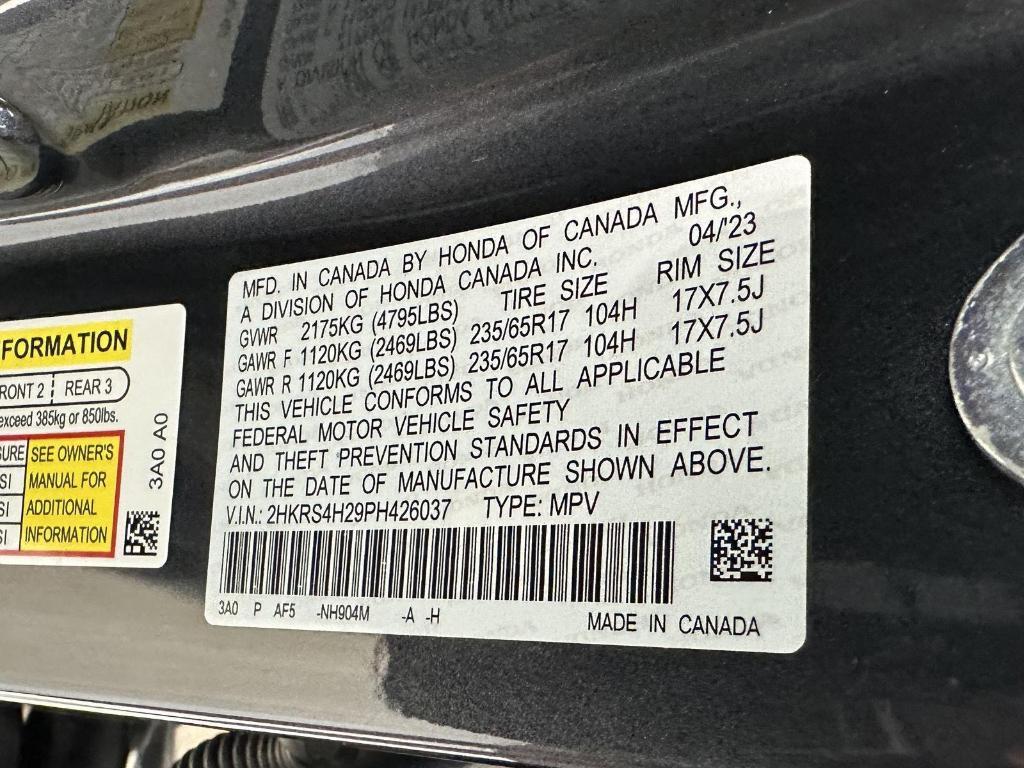 FORMATION
FRONT 2 REAR 3
exceed 385kg or 850lbs.
SEE OWNER'S
MANUAL FOR
ADDITIONAL
INFORMATION
3A0 A0
MFD. IN CANADA BY HONDA OF CANADA MFG.,
A DIVISION OF HONDA CANADA INC. 04/'23
GVWR 2175KG (4795LBS) TIRE SIZE RIM SIZE
GAWR F 1120KG (2469LBS) 235/65R17 104H 17X7.5J
GAWR R 1120KG (2469LBS) 235/65R17 104H 17X7.5J
THIS VEHICLE CONFORMS TO ALL APPLICABLE
FEDERAL MOTOR VEHICLE SAFETY
AND THEFT PREVENTION STANDARDS IN EFFECT
ON THE DATE OF MANUFACTURE SHOWN ABOVE.
V.I.N.: 2HKRS4H29PH426037 TYPE: MPV
3A0 P AF5 -NH904M -A -H
MADE IN CANADA